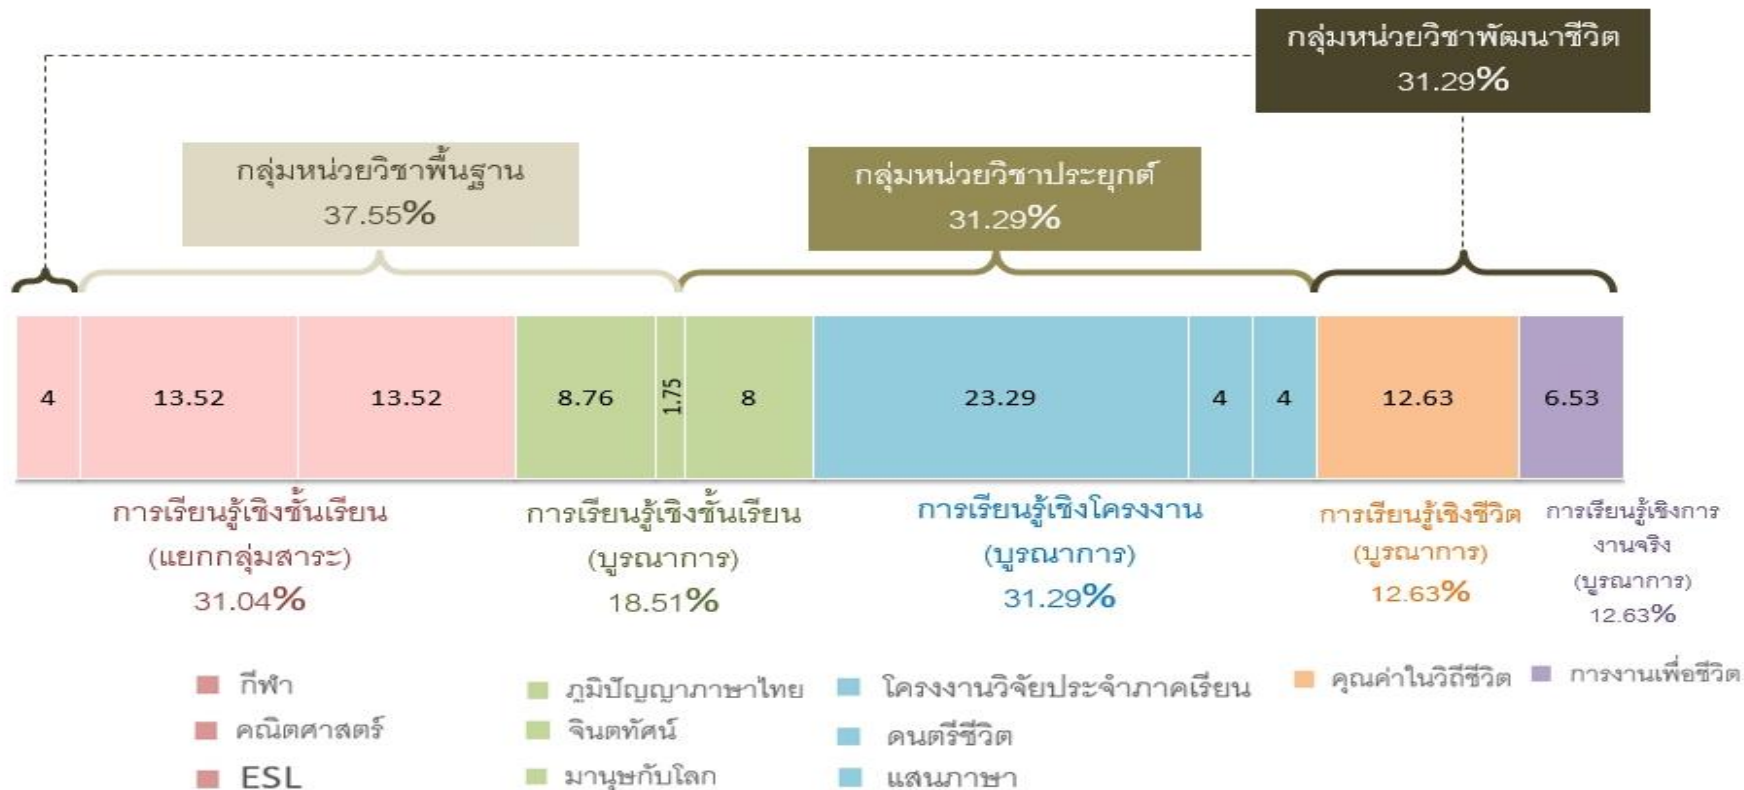 กลุ่มหน่วยวิชาพัฒนาชีวิต
31.29%
กลุ่มหน่วยวิชาพื้นฐาน
37.55%
กลุ่มหน่วยวิชาประยุกต์
31.29%
4 13.52 13.52 8.76 1.75 8 23.29 4 4 12.63 6.53
การเรียนรู้เชิงชั้นเรียน
(แยกกลุ่มสาระ)
31.04%
การเรียนรู้เชิงชั้นเรียน
(บูรณาการ)
18.51%
การเรียนรู้เชิงโครงงาน
(บูรณาการ)
31.29%
การเรียนรู้เชิงชีวิต
(บูรณาการ)
12.63%
การเรียนรู้เชิงการ
งานจริง
(บูรณาการ)
12.63%
กีฬา
คณิตศาสตร์
ESL
ภูมิปัญญาภาษาไทย
จินตทัศน์
มานุษกับโลก
โครงงานวิจัยประจำภาคเรียน
ดนตรีชีวิต
แสนภาษา
คุณค่าในวิถีชีวิต
การงานเพื่อชีวิต